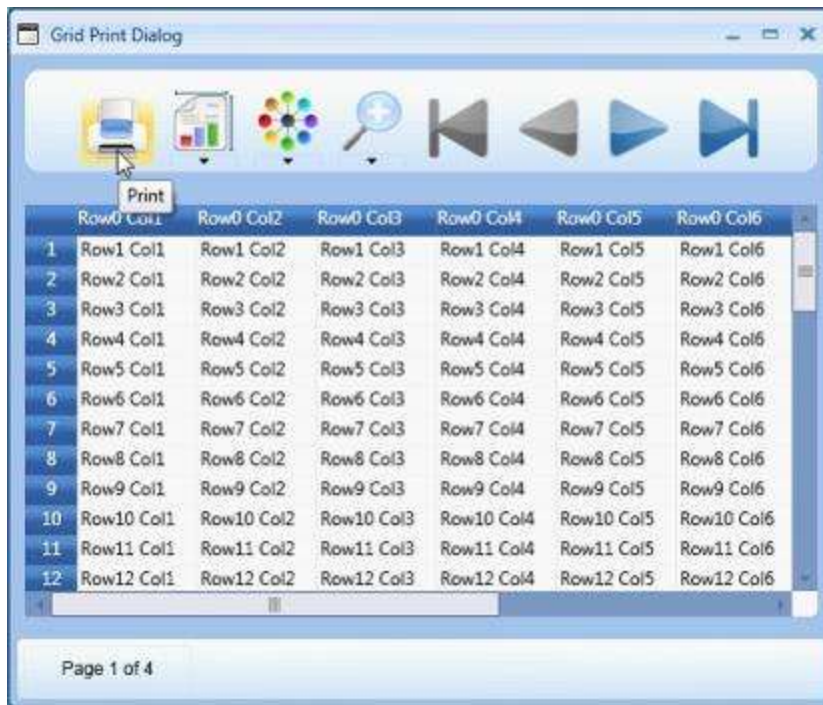 Grid Print Dialog
Print
Row0 Col1 Row0 Col2 Row0 Col3 Row0 Col4 Row0 Col5 Row0 Col6
1 Row1 Col1 Row1 Col2 Row1 Col3 Row1 Col4 Row1 Col5 Row1 Col6
2 Row2 Col1 Row2 Col2 Row2 Col3 Row2 Col4 Row2 Col5 Row2 Col6
3 Row3 Col1 Row3 Col2 Row3 Col3 Row3 Col4 Row3 Col5 Row3 Col6
4 Row4 Col1 Row4 Col2 Row4 Col3 Row4 Col4 Row4 Col5 Row4 Col6
5 Row5 Col1 Row5 Col2 Row5 Col3 Row5 Col4 Row5 Col5 Row5 Col6
6 Row6 Col1 Row6 Col2 Row6 Col3 Row6 Col4 Row6 Col5 Row6 Col6
7 Row7 Col1 Row7 Col2 Row7 Col3 Row7 Col4 Row7 Col5 Row7 Col6
8 Row8 Col1 Row8 Col2 Row8 Col3 Row8 Col4 Row8 Col5 Row8 Col6
9 Row9 Col1 Row9 Col2 Row9 Col3 Row9 Col4 Row9 Col5 Row9 Col6
10 Row10 Col1 Row10 Col2 Row10 Col3 Row10 Col4 Row10 Col5 Row10 Col6
11 Row11 Col1 Row11 Col2 Row11 Col3 Row11 Col4 Row11 Col5 Row11 Col6
12 Row12 Col1 Row12 Col2 Row12 Col3 Row12 Col4 Row12 Col5 Row12 Col6
Page 1 of 4